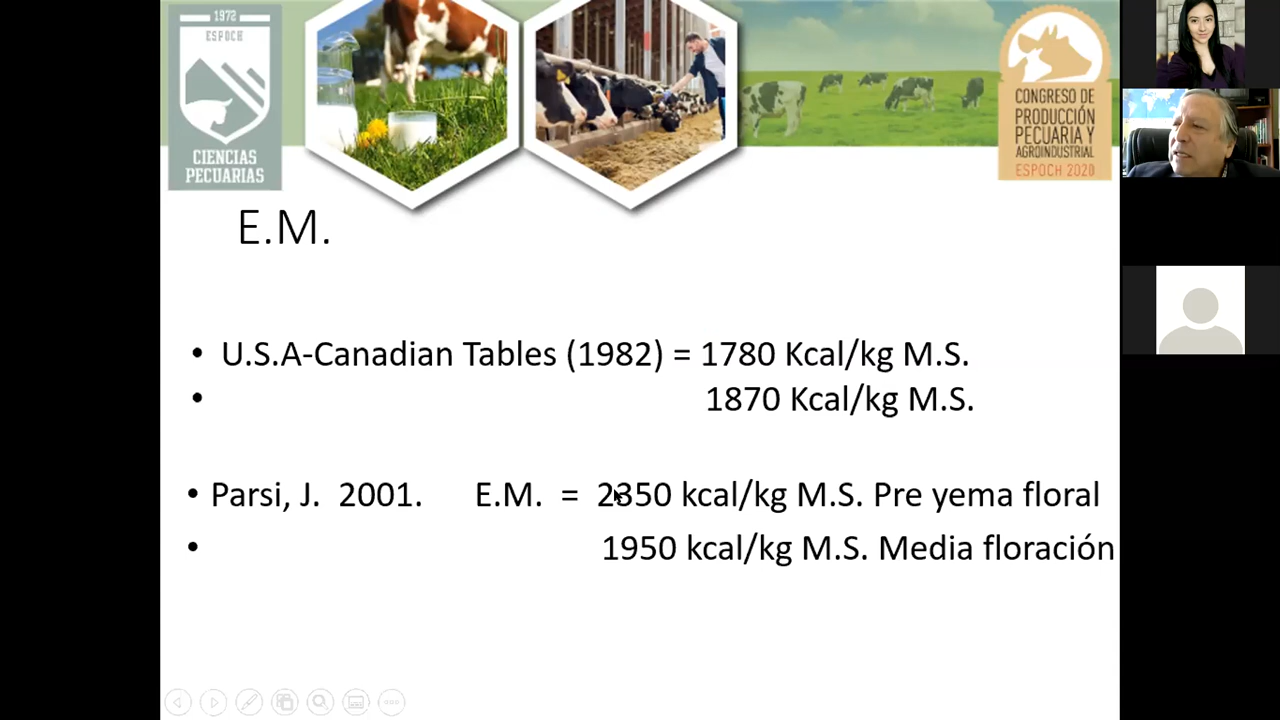 1972
ESPOCH
CIENCIAS
PECUARIAS
CONGRESO DE
PRODUCCIÓN
PECUARIA Y
AGROINDUSTRIAL
ESPOCH 2020
E.M.
• U.S.A-Canadian Tables (1982) = 1780 Kcal/kg M.S.
• 1870 Kcal/kg M.S.
• Parsi, J. 2001. E.M. = 2350 kcal/kg M.S. Pre yema floral
• 1950 kcal/kg M.S. Media floración